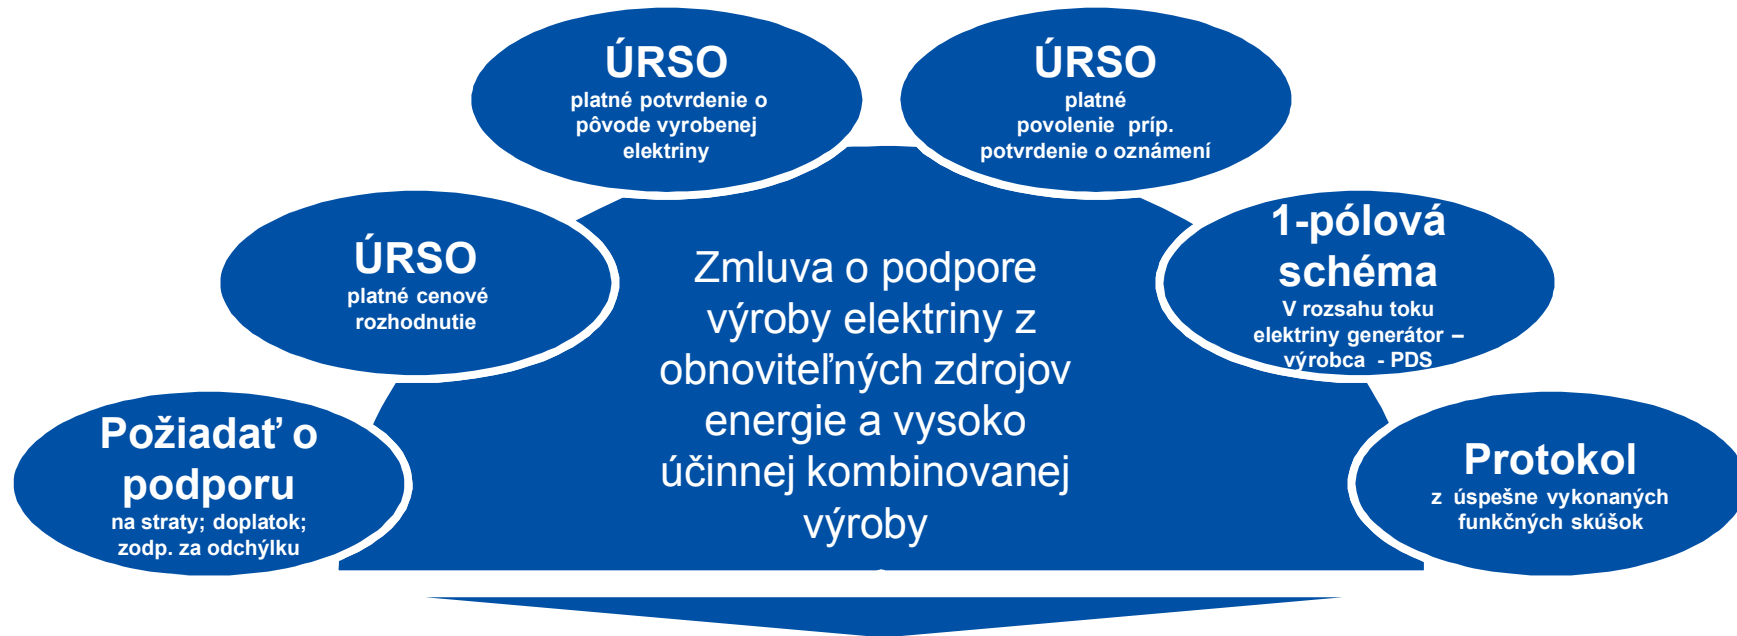 ÚRSO
platné potvrdenie o
pôvode vyrobenej
elektriny
ÚRSO
platné
povolenie príp.
potvrdenie o oznámení
ÚRSO
platné cenové
rozhodnutie
1-pólová
schéma
V rozsahu toku
elektriny generátor –
výrobca - PDS
Zmluva o podpore
výroby elektriny z
obnoviteľných zdrojov
energie a vysoko
účinnej kombinovanej
výroby
Požiadať o
podporu
na straty; doplatok;
zodp. za odchýlku
Protokol
z úspešne vykonaných
funkčných skúšok